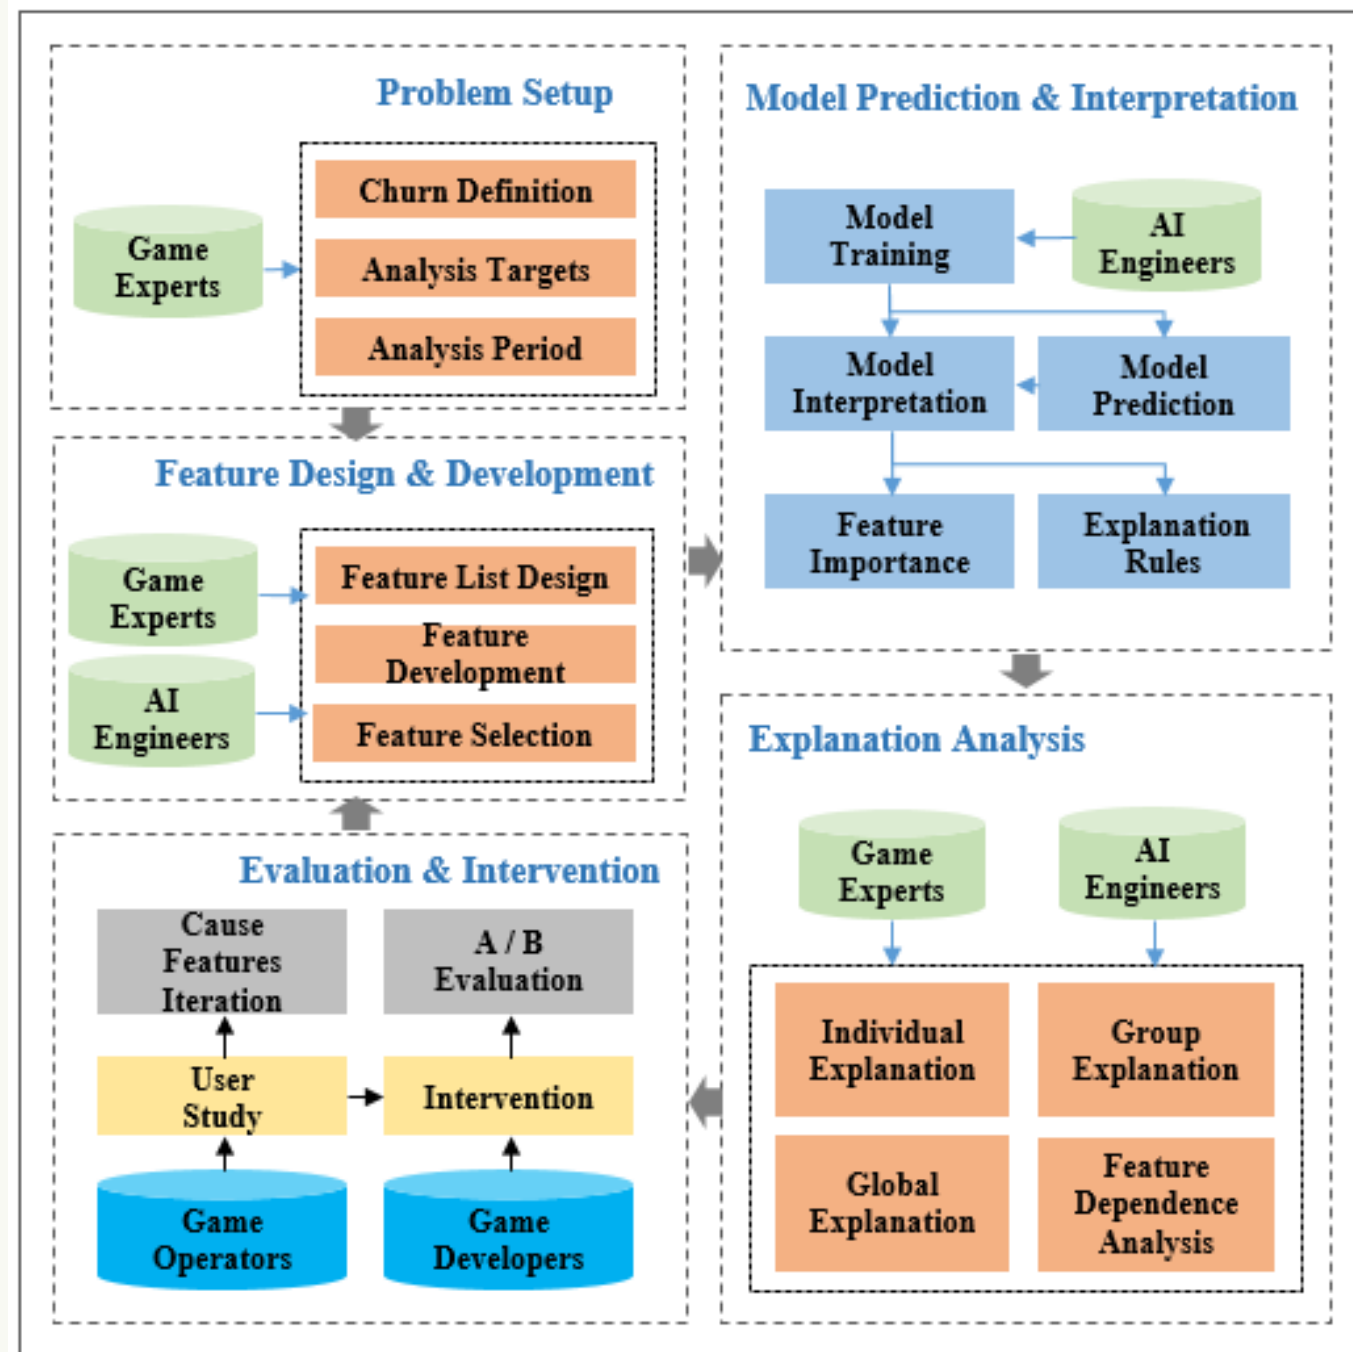 Problem Setup
Game
Experts
Churn Definition
Analysis Targets
Analysis Period
Feature Design & Development
Game
Experts
AI
Engineers
Feature List Design
Feature
Development
Feature Selection
Model Prediction & Interpretation
Model
Training
AI
Engineers
Model
Interpretation
Model
Prediction
Feature
Importance
Explanation
Rules
Explanation Analysis
Game
Experts
AI
Engineers
Individual
Explanation
Group
Explanation
Global
Explanation
Feature
Dependence
Analysis
Evaluation & Intervention
Cause
Features
Iteration
A / B
Evaluation
User
Study
Intervention
Game
Operators
Game
Developers